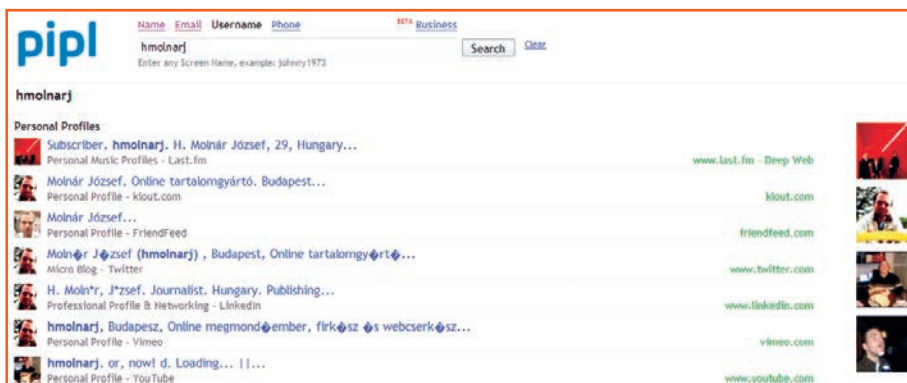 pipl
Name Email Username Phone BETA Business
hmolnarj Search Clear
Enter any Screen Name, example: johnny1973
hmolnarj
Personal Profiles
Subscriber. hmolnarj. H. Molnár József, 29, Hungary...
Personal Music Profiles - Last.fm www.last.fm - Deep Web
Molnár József. Online tartalomgyártó. Budapest...
Personal Profile - klout.com klout.com
Molnár József...
Personal Profile - FriendFeed friendfeed.com
Moln�r J�zsef (hmolnarj) , Budapest, Online tartalomgy�rt�...
Micro Blog - Twitter www.twitter.com
H. Moln*r, J*zsef. Journalist. Hungary. Publishing...
Professional Profile & Networking - LinkedIn www.linkedin.com
hmolnarj, Budapesz, Online megmond�ember, firk�sz �s webcserk�sz...
Personal Profile - Vimeo vimeo.com
hmolnarj. or, now! d. Loading... ||...
Personal Profile - YouTube www.youtube.com